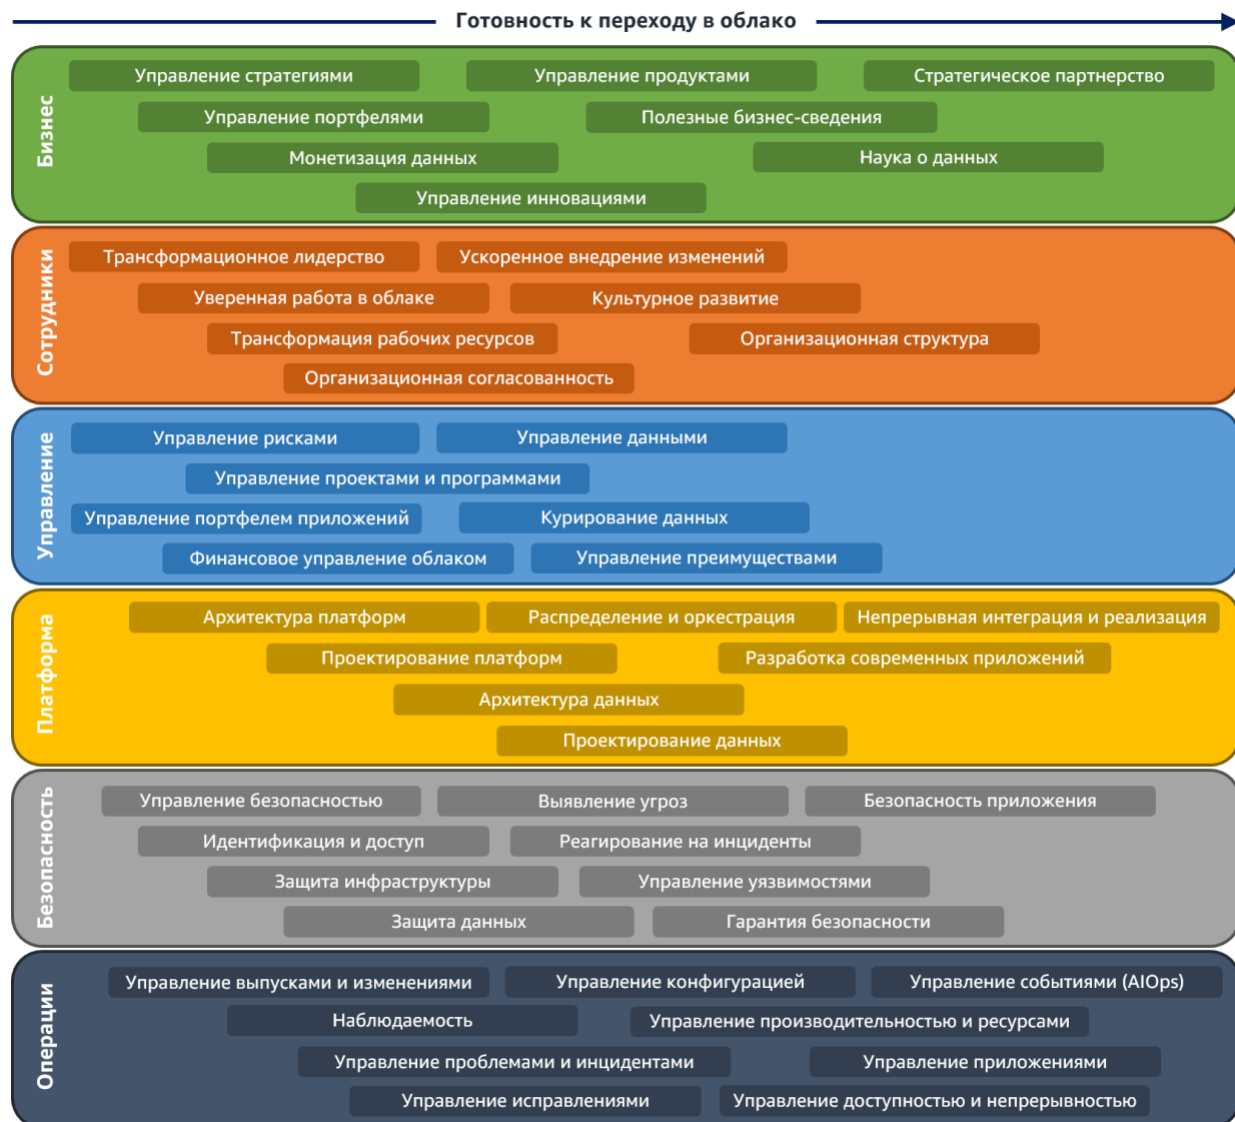 Готовность к переходу в облако
Бизнес
Управление стратегиями
Управление продуктами
Стратегическое партнерство
Управление портфелями
Полезные бизнес-сведения
Монетизация данных
Наука о данных
Управление инновациями
Сотрудники
Трансформационное лидерство
Ускоренное внедрение изменений
Уверенная работа в облаке
Культурное развитие
Трансформация рабочих ресурсов
Организационная структура
Организационная согласованность
Управление
Управление рисками
Управление данными
Управление проектами и программами
Управление портфелем приложений
Курирование данных
Финансовое управление облаком
Управление преимуществами
Платформа
Архитектура платформ
Распределение и оркестрация
Непрерывная интеграция и реализация
Проектирование платформ
Разработка современных приложений
Архитектура данных
Проектирование данных
Безопасность
Управление безопасностью
Выявление угроз
Безопасность приложения
Идентификация и доступ
Реагирование на инциденты
Защита инфраструктуры
Управление уязвимостями
Защита данных
Гарантия безопасности
Операции
Управление выпусками и изменениями
Управление конфигурацией
Управление событиями (AIOps)
Наблюдаемость
Управление производительностью и ресурсами
Управление проблемами и инцидентами
Управление приложениями
Управление исправлениями
Управление доступностью и непрерывностью